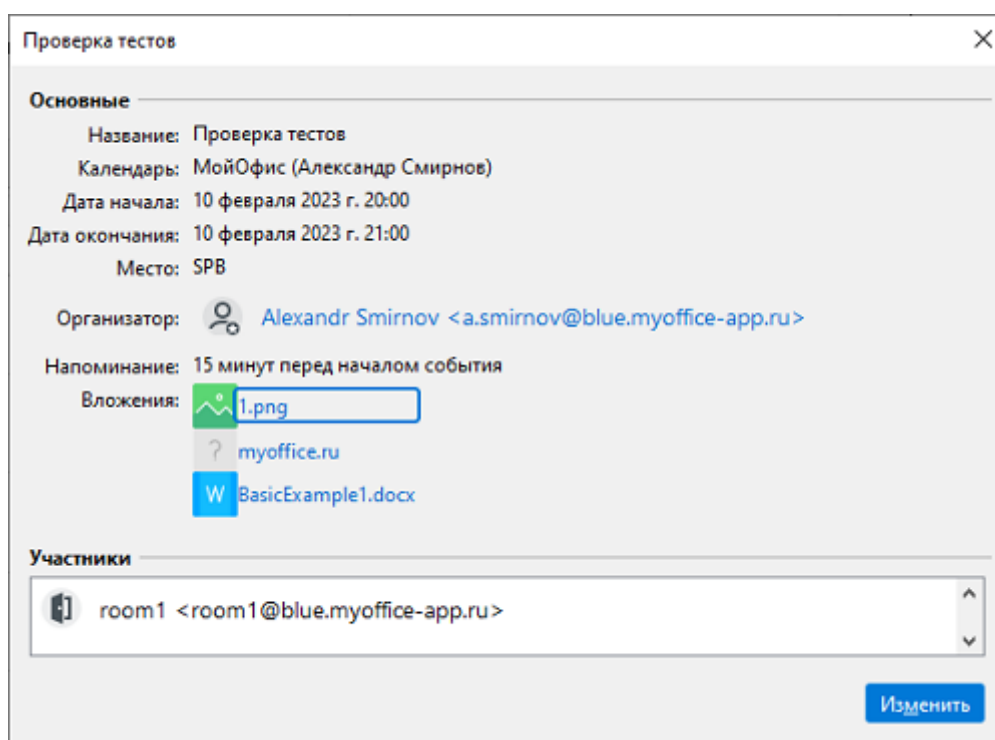 Проверка тестов
Основные
Название: Проверка тестов
Календарь: МойОфис (Александр Смирнов)
Дата начала: 10 февраля 2023 г. 20:00
Дата окончания: 10 февраля 2023 г. 21:00
Место: SPB
Организатор: Alexandr Smirnov <a.smirnov@blue.myoffice-app.ru>
Напоминание: 15 минут перед началом события
Вложения: 1.png
? myoffice.ru
W BasicExample1.docx
Участники
room1 <room1@blue.myoffice-app.ru>
Изменить